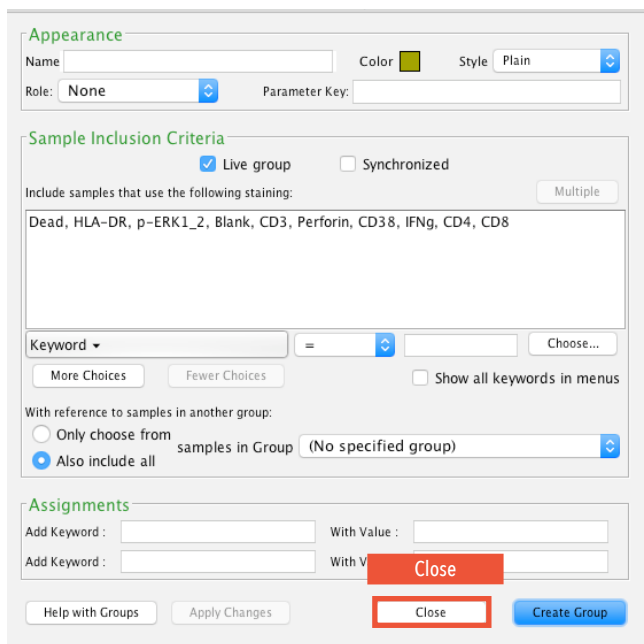 Appearance
Name Color Style Plain
Role: None Parameter Key:
Sample Inclusion Criteria
Live group Synchronized
Include samples that use the following staining: Multiple
Dead, HLA-DR, p-ERK1_2, Blank, CD3, Perforin, CD38, IFNg, CD4, CD8
Keyword = Choose...
More Choices Fewer Choices Show all keywords in menus
With reference to samples in another group:
Only choose from
samples in Group (No specified group)
Also include all
Assignments
Add Keyword : With Value :
Add Keyword : With V
Close
Help with Groups Apply Changes Close Create Group